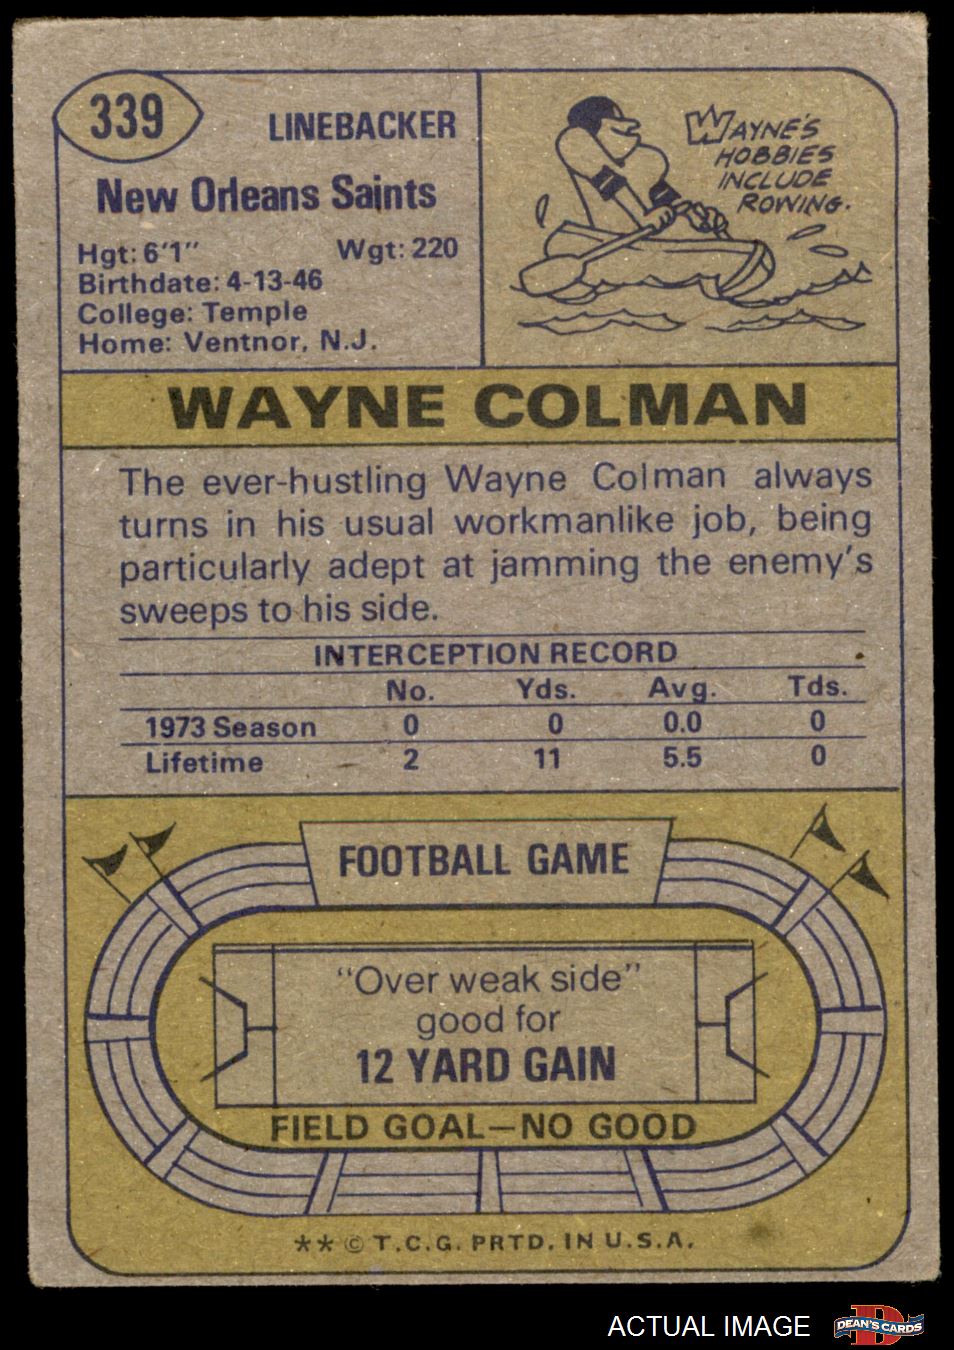 339
LINEBACKER
New Orleans Saints
Hgt: 6'1" Wgt: 220
Birthdate: 4-13-46
College: Temple
Home: Ventnor, N.J.
WAYNE'S
HOBBIES
INCLUDE
ROWING.
WAYNE COLMAN
The ever-hustling Wayne Colman always
turns in his usual workmanlike job, being
particularly adept at jamming the enemy's
sweeps to his side.
INTERCEPTION RECORD
No. Yds. Avg. Tds.
1973 Season 0 0 0.0 0
Lifetime 2 11 5.5 0
FOOTBALL GAME
"Over weak side"
good for
12 YARD GAIN
FIELD GOAL—NO GOOD
** © T.C.G. PRTD. IN U.S.A.
ACTUAL IMAGE
DEAN'S CARDS